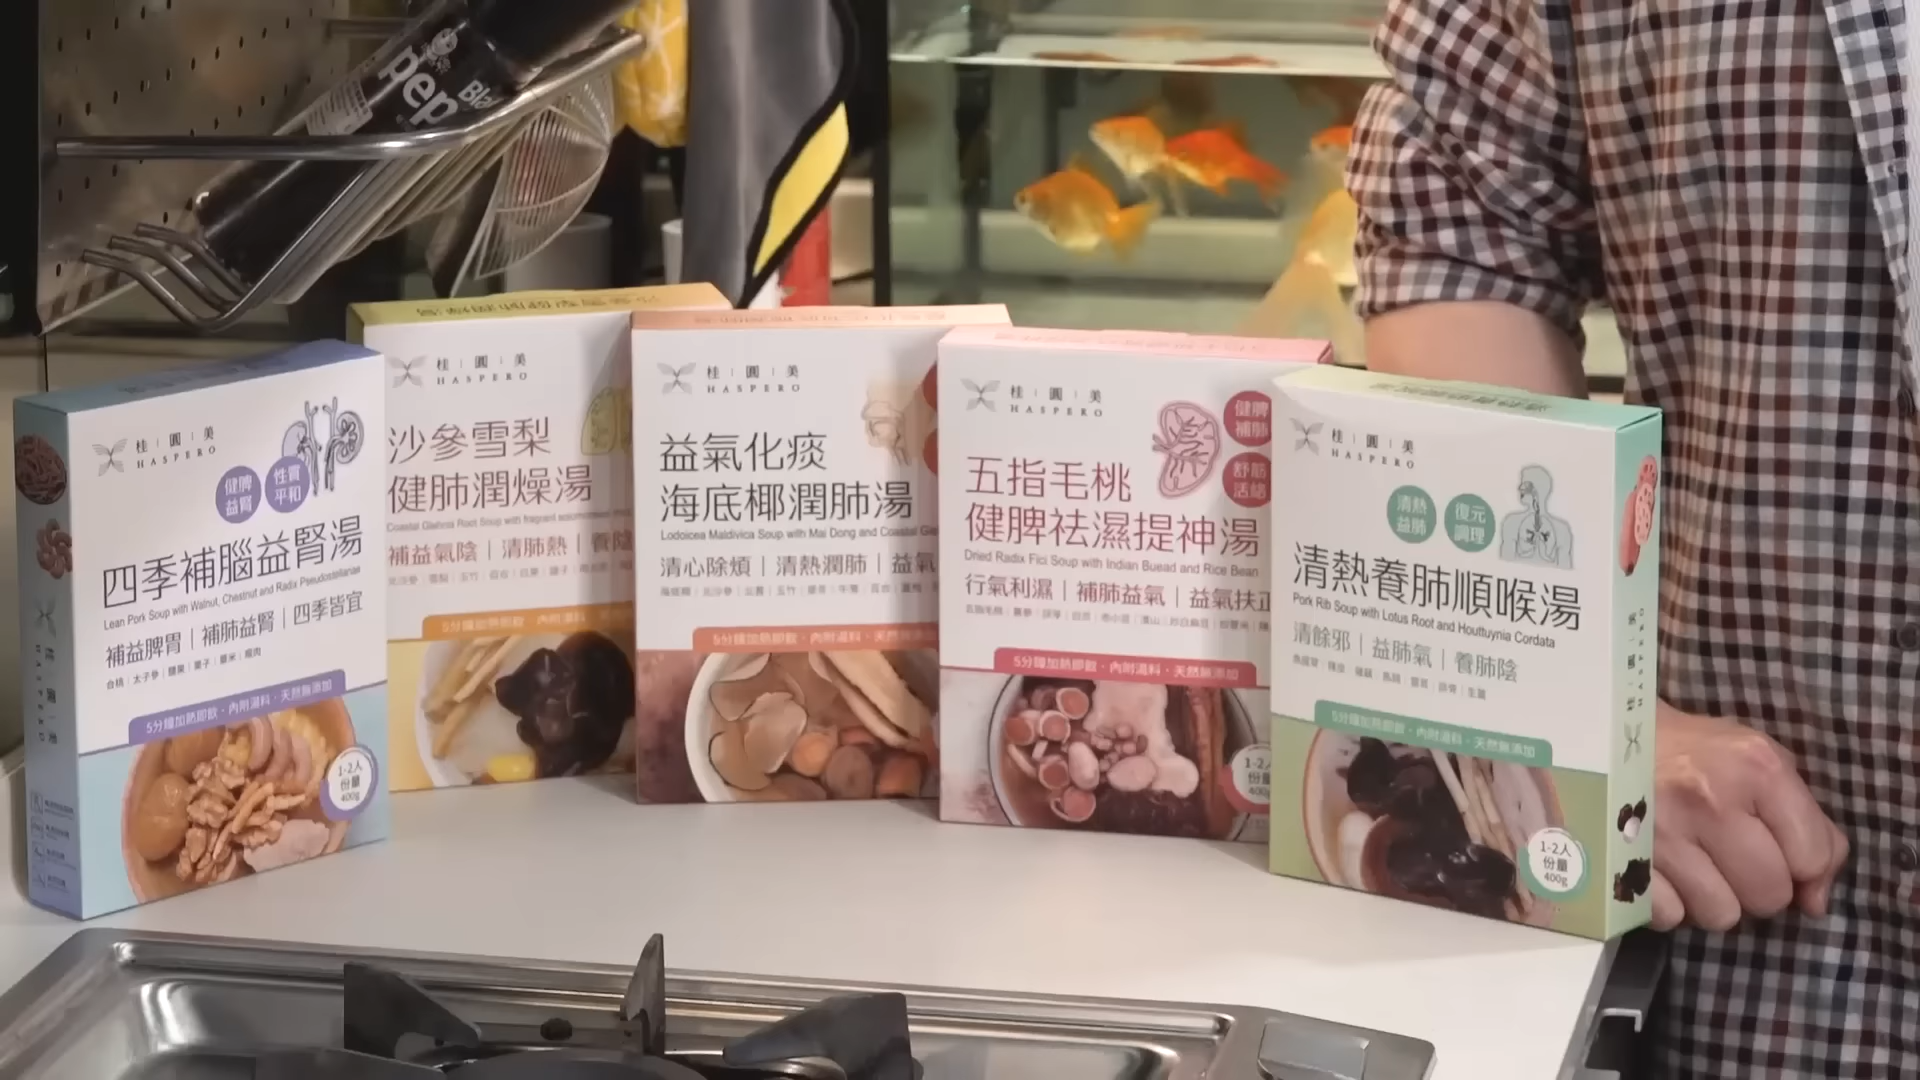 Rep
Bla
桂 圓 美
HASPERO
健脾
益腎
性質
平和
四季補腦益腎湯
Lean Pork Soup with Walnut, Chestnut and Radix Pseudostellariae
補益脾胃｜補肺益腎｜四季皆宜
5分鐘加熱即飲・內附湯料・天然無添加
1-2人
份量
400g
桂 圓 美
HASPERO
沙參雪梨
健肺潤燥湯
補益氣陰｜清肺熱｜養陰
5分鐘加熱即飲・內附湯料
桂 圓 美
HASPERO
益氣化痰
海底椰潤肺湯
Lodoicea Maldivica Soup with Mai Dong and Coastal Gle
清心除煩｜清熱潤肺｜益氣
5分鐘加熱即飲・內附湯料・天然無添
桂 圓 美
HASPERO
健脾
補肺
舒筋
活絡
五指毛桃
健脾祛濕提神湯
Dried Radix Fici Soup with Indian Buead and Rice Bean
行氣利濕｜補肺益氣｜益氣扶正
5分鐘加熱即飲・內附湯料・天然無添加
1-2人
份量
400g
桂 圓 美
HASPERO
清熱
益肺
復元
調理
清熱養肺順喉湯
Pork Rib Soup with Lotus Root and Houttuynia Cordata
清餘邪｜益肺氣｜養肺陰
5分鐘加熱即飲・內附湯料・天然無添加
1-2人
份量
400g